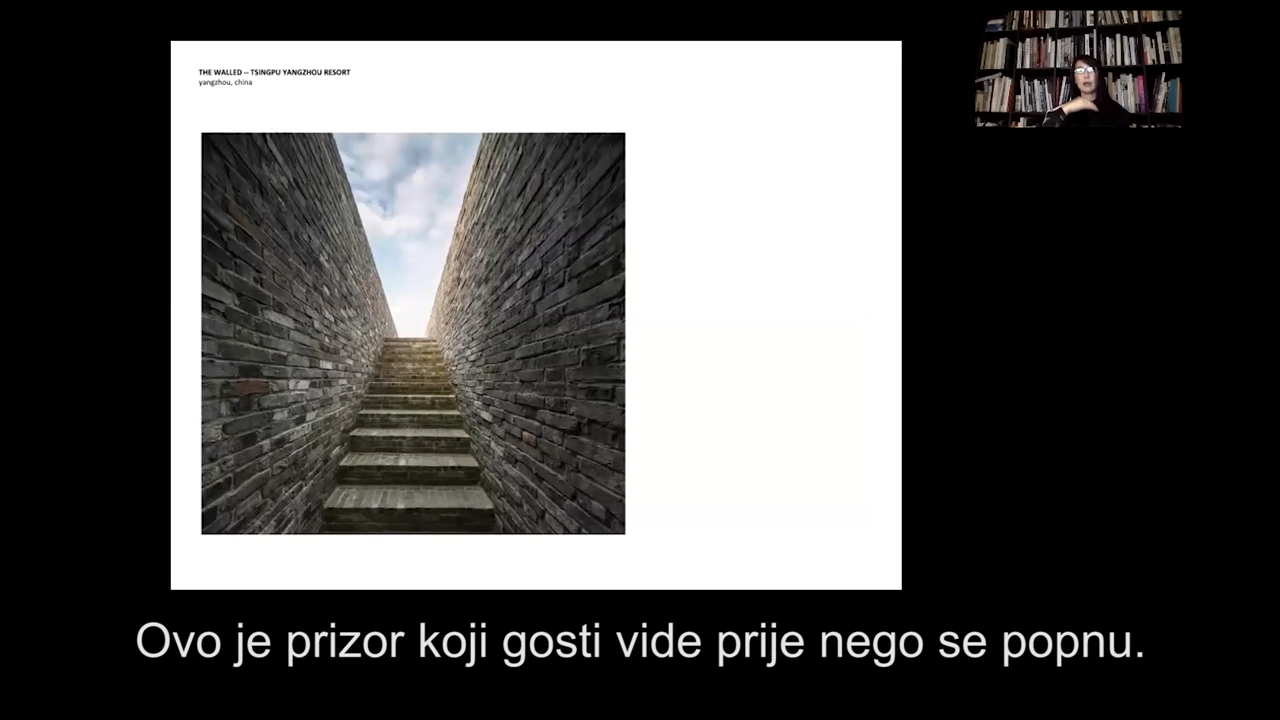 THE WALLED -- TSINGPU YANGZHOU RESORT
yangzhou, china
Ovo je prizor koji gosti vide prije nego se popnu.